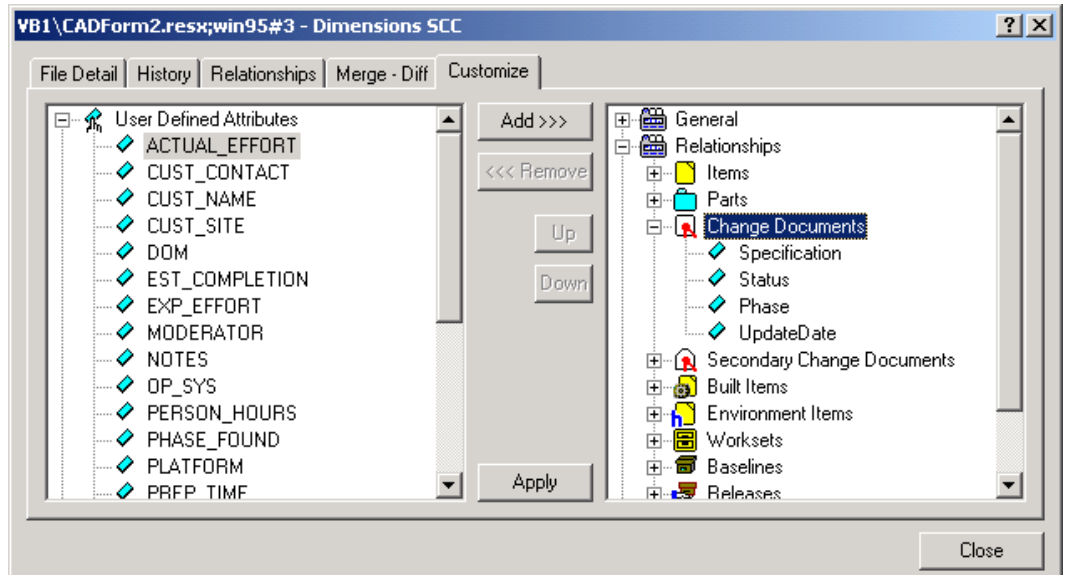 VB1\CADForm2.resx;win95#3 - Dimensions SCC
File Detail History Relationships Merge - Diff Customize
User Defined Attributes
ACTUAL_EFFORT
CUST_CONTACT
CUST_NAME
CUST_SITE
DOM
EST_COMPLETION
EXP_EFFORT
MODERATOR
NOTES
OP_SYS
PERSON_HOURS
PHASE_FOUND
PLATFORM
PREP_TIME
Add >>>
<<< Remove
Up
Down
Apply
General
Relationships
Items
Parts
Change Documents
Specification
Status
Phase
UpdateDate
Secondary Change Documents
Built Items
Environment Items
Worksets
Baselines
Releases
Close